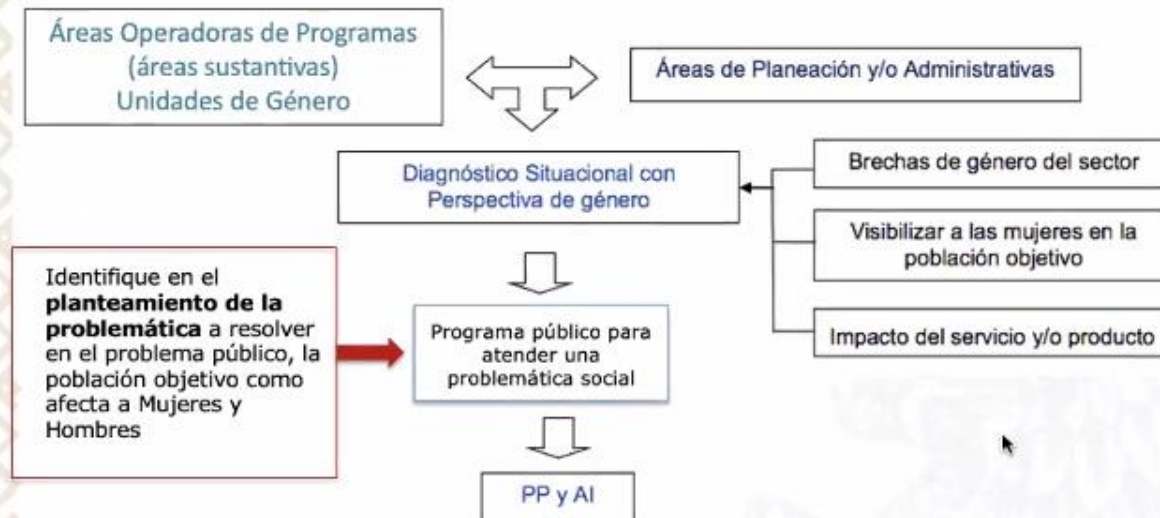 Áreas Operadoras de Programas
(áreas sustantivas)
Unidades de Género
Áreas de Planeación y/o Administrativas
Diagnóstico Situacional con
Perspectiva de género
Brechas de género del sector
Visibilizar a las mujeres en la
población objetivo
Impacto del servicio y/o producto
Identifique en el
planteamiento de la
problemática a resolver
en el problema público, la
población objetivo como
afecta a Mujeres y
Hombres
Programa público para
atender una
problemática social
PP y AI